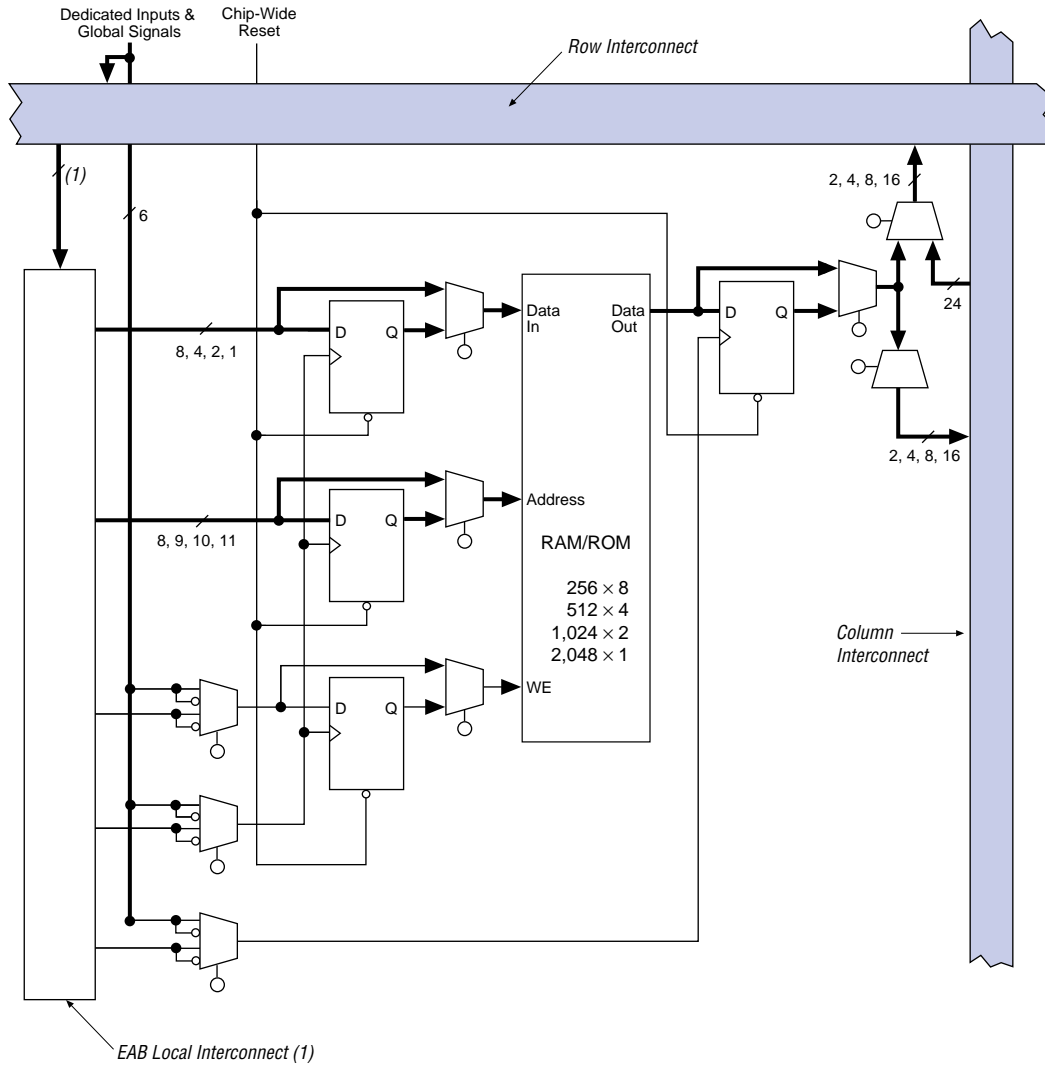 Dedicated Inputs &
Global Signals
Chip-Wide
Reset
Row Interconnect
(1)
6
2, 4, 8, 16
24
8, 4, 2, 1
D
Q
Data
In
Data
Out
D
Q
2, 4, 8, 16
8, 9, 10, 11
D
Q
Address
RAM/ROM
256 × 8
512 × 4
1,024 × 2
2,048 × 1
Column
Interconnect
D
Q
WE
EAB Local Interconnect (1)